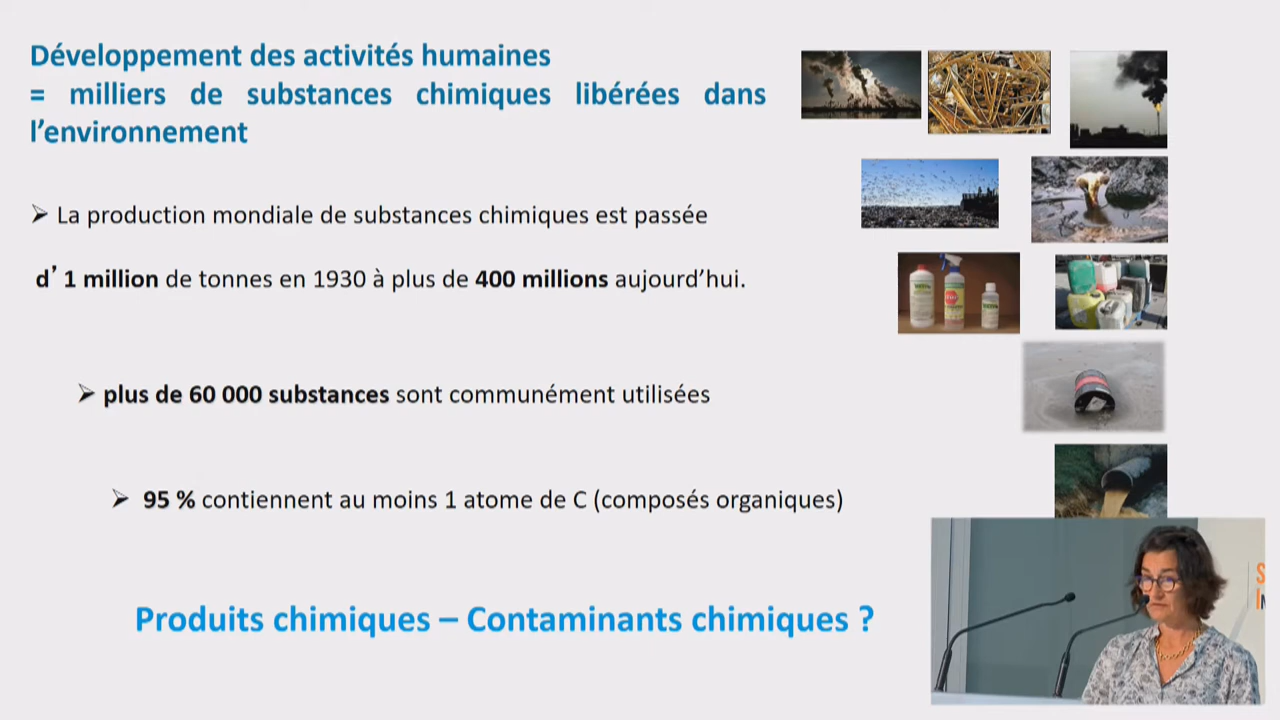 Développement des activités humaines
= milliers de substances chimiques libérées dans
l'environnement
➢ La production mondiale de substances chimiques est passée
d' 1 million de tonnes en 1930 à plus de 400 millions aujourd'hui.
➢ plus de 60 000 substances sont communément utilisées
➢ 95 % contiennent au moins 1 atome de C (composés organiques)
Produits chimiques – Contaminants chimiques ?